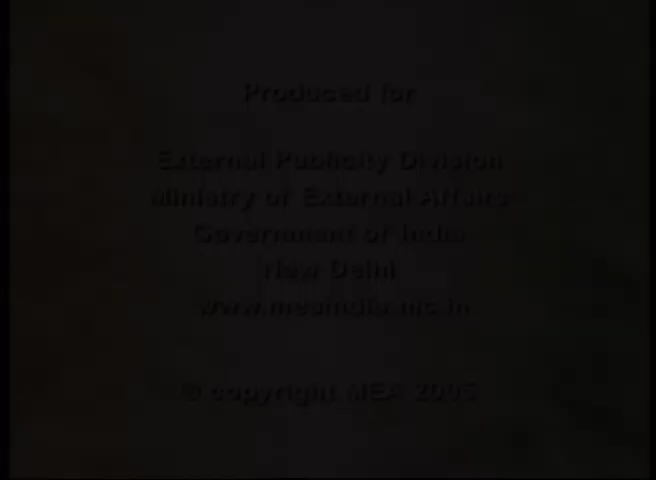 Produced for
External Publicity Division
Ministry of External Affairs
Government of India
New Delhi
www.meaindia.nic.in
© copyright MEA